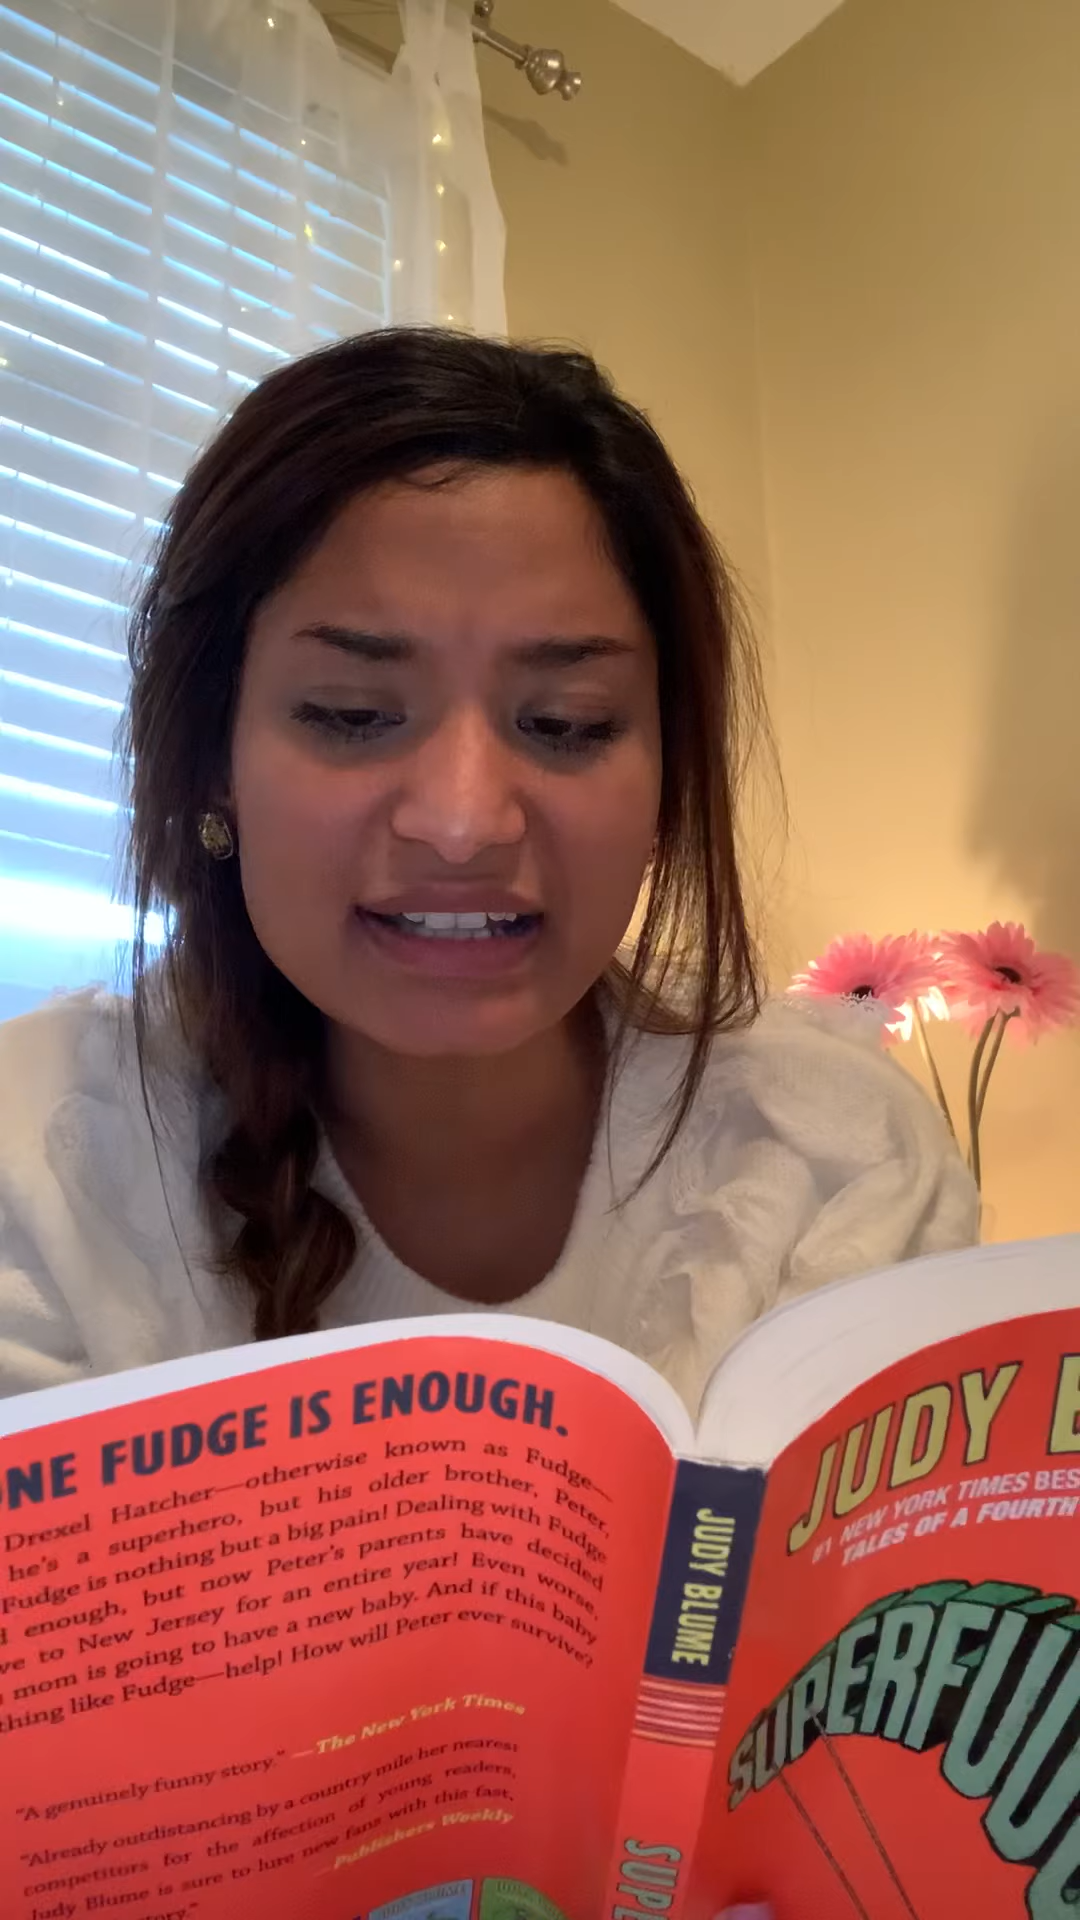 ONE FUDGE IS ENOUGH.
Drexel Hatcher—otherwise known as Fudge—
he's a superhero, but his older brother, Peter,
Fudge is nothing but a big pain! Dealing with Fudge
enough, but now Peter's parents have decided
to New Jersey for an entire year! Even worse,
mom is going to have a new baby. And if this baby
thing like Fudge—help! How will Peter ever survive?
"A genuinely funny story." —The New York Times
"Already outdistancing by a country mile her nearest
competitors for the affection of young readers,
Judy Blume is sure to lure new fans with this fast,
—Publishers Weekly
JUDY BLUME
SUPE
JUDY B
#1 NEW YORK TIMES BES
TALES OF A FOURTH
SUPERFUD